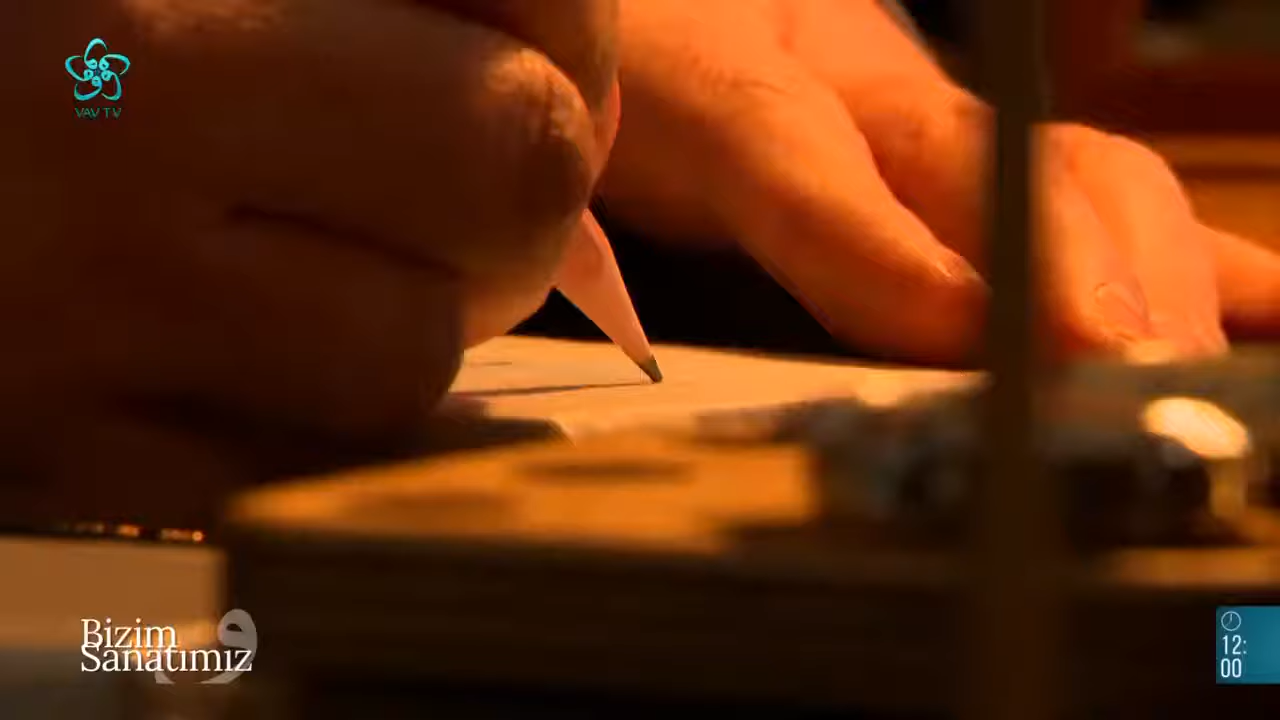 VAV TV
Bizim
Sanatımız
و
12:
00